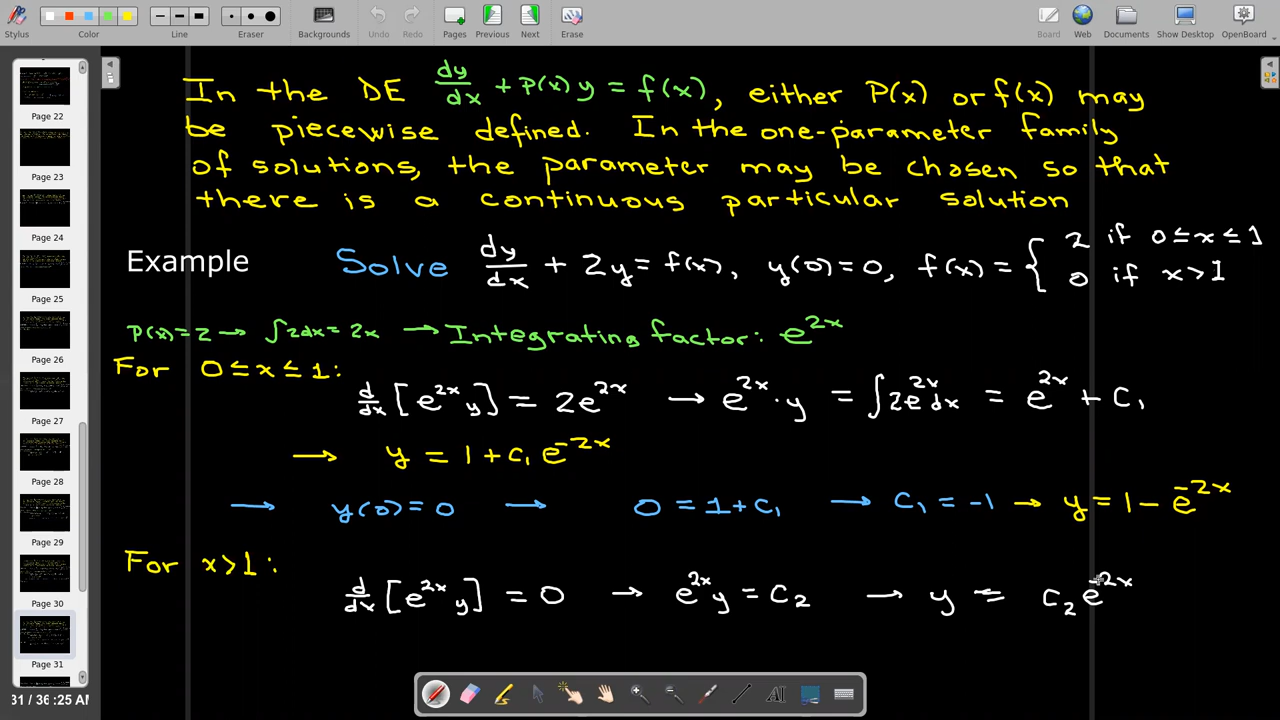 Stylus Color Line Eraser Backgrounds Undo Redo Pages Previous Next Erase Board Web Documents Show Desktop OpenBoard
Page 22
Page 23
Page 24
Page 25
Page 26
Page 27
Page 28
Page 29
Page 30
Page 31
31 / 36 :25 AM
In the DE dy/dx + P(x) y = f(x), either P(x) or f(x) may
be piecewise defined. In the one-parameter family
of solutions, the parameter may be chosen so that
there is a continuous particular solution
Example Solve dy/dx + 2y = f(x), y(0) = 0, f(x) = { 2 if 0 ≤ x ≤ 1
0 if x > 1
P(x) = 2 → ∫2dx = 2x → Integrating factor: e^{2x}
For 0 ≤ x ≤ 1:
d/dx [e^{2x} y] = 2e^{2x} → e^{2x} · y = ∫2e^{2x}dx = e^{2x} + C₁
→ y = 1 + C₁ e^{-2x}
→ y(0) = 0 → 0 = 1 + C₁ → C₁ = -1 → y = 1 - e^{-2x}
For x > 1:
d/dx [e^{2x} y] = 0 → e^{2x} y = C₂ → y = C₂ e^{-2x}